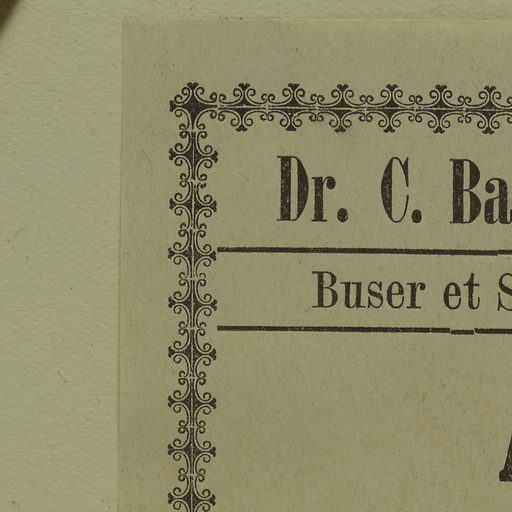 Dr. C. Ba
Buser et S